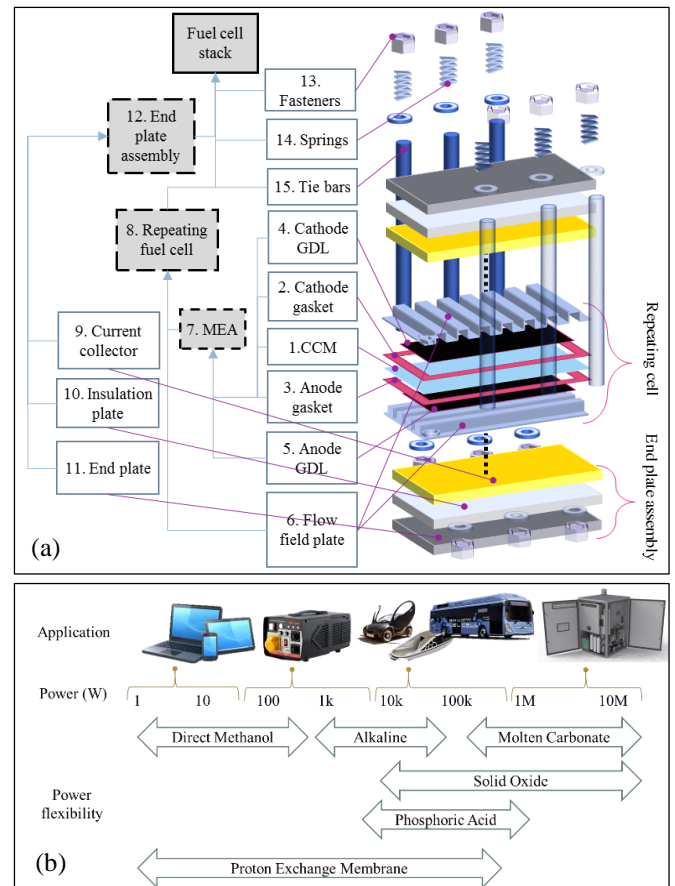 Fuel cell
stack
13.
Fasteners
12. End
plate
assembly
14. Springs
15. Tie bars
4. Cathode
GDL
8. Repeating
fuel cell
2. Cathode
gasket
9. Current
collector
7. MEA
1.CCM
10. Insulation
plate
3. Anode
gasket
11. End plate
5. Anode
GDL
6. Flow
field plate
Repeating cell
End plate assembly
(a)
Application
Power (W)
1 10 100 1k 10k 100k 1M 10M
Direct Methanol Alkaline Molten Carbonate
Solid Oxide
Power
flexibility
Phosphoric Acid
(b)
Proton Exchange Membrane